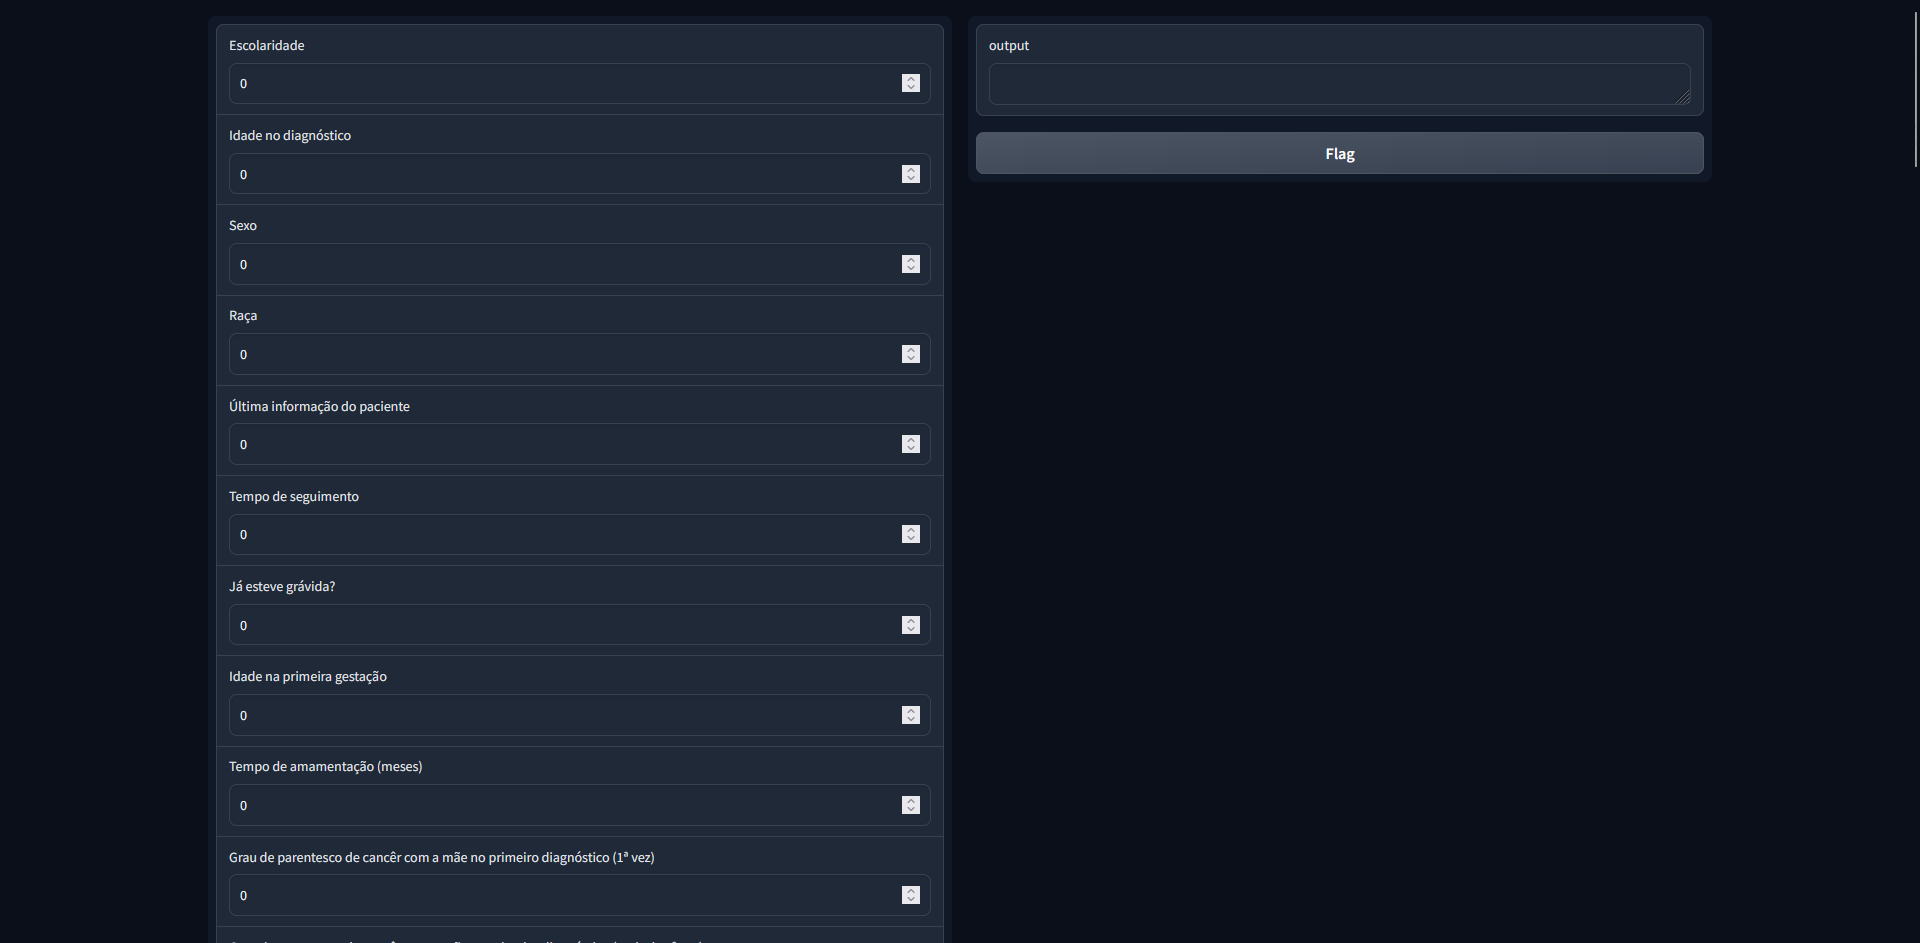 Escolaridade
0
Idade no diagnóstico
0
Sexo
0
Raça
0
Última informação do paciente
0
Tempo de seguimento
0
Já esteve grávida?
0
Idade na primeira gestação
0
Tempo de amamentação (meses)
0
Grau de parentesco de cancêr com a mãe no primeiro diagnóstico (1ª vez)
0
output
Flag